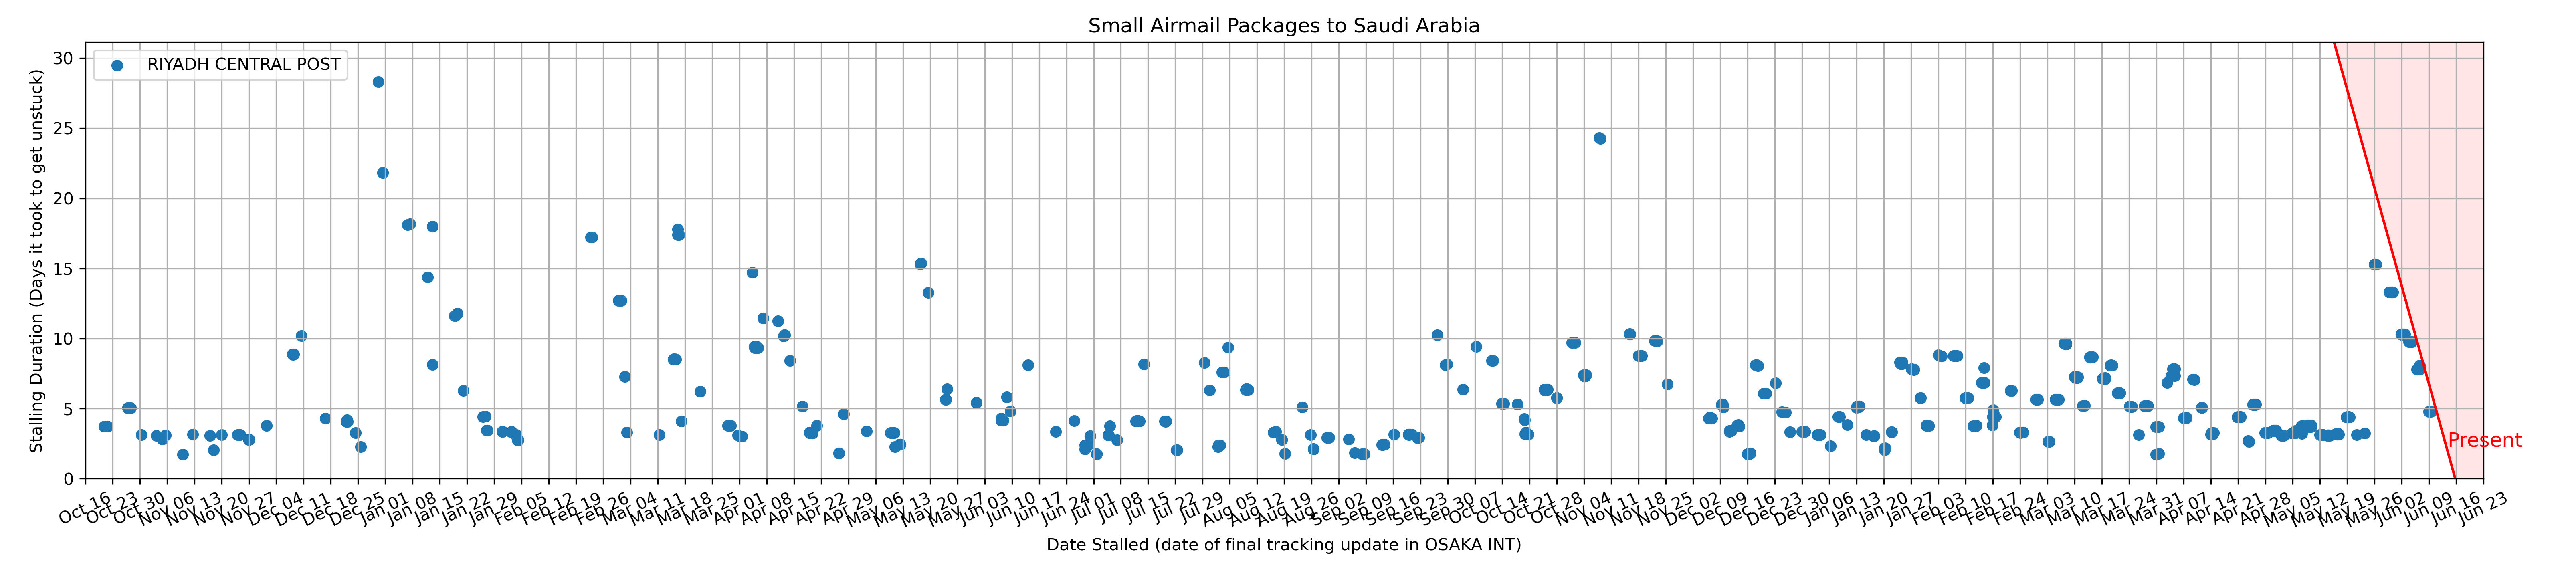 Small Airmail Packages to Saudi Arabia
RIYADH CENTRAL POST
Stalling Duration (Days it took to get unstuck)
30
25
20
15
10
5
0
Present
Oct 16
Oct 23
Oct 30
Nov 06
Nov 13
Nov 20
Nov 27
Dec 04
Dec 11
Dec 18
Dec 25
Jan 01
Jan 08
Jan 15
Jan 22
Jan 29
Feb 05
Feb 12
Feb 19
Feb 26
Mar 04
Mar 11
Mar 18
Mar 25
Apr 01
Apr 08
Apr 15
Apr 22
Apr 29
May 06
May 13
May 20
May 27
Jun 03
Jun 10
Jun 17
Jun 24
Jul 01
Jul 08
Jul 15
Jul 22
Jul 29
Aug 05
Aug 12
Aug 19
Aug 26
Sep 02
Sep 09
Sep 16
Sep 23
Sep 30
Oct 07
Oct 14
Oct 21
Oct 28
Nov 04
Nov 11
Nov 18
Nov 25
Dec 02
Dec 09
Dec 16
Dec 23
Dec 30
Jan 06
Jan 13
Jan 20
Jan 27
Feb 03
Feb 10
Feb 17
Feb 24
Mar 03
Mar 10
Mar 17
Mar 24
Mar 31
Apr 07
Apr 14
Apr 21
Apr 28
May 05
May 12
May 19
May 26
Jun 02
Jun 09
Jun 16
Jun 23
Date Stalled (date of final tracking update in OSAKA INT)